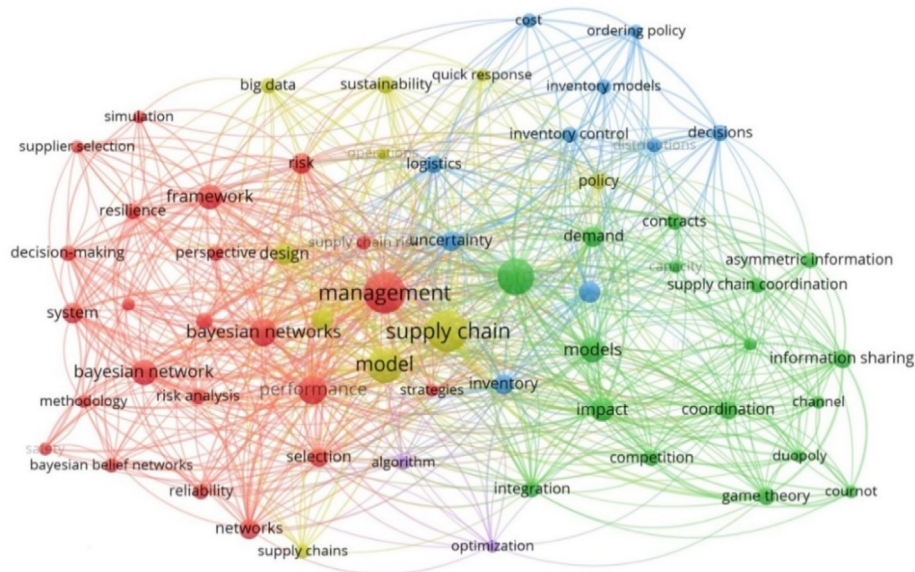 cost
ordering policy
big data
sustainability
quick response
inventory models
simulation
supplier selection
risk
operations
logistics
inventory control
distributions
decisions
framework
policy
resilience
contracts
decision-making
perspective
design
supply chain
uncertainty
demand
capacity
asymmetric information
supply chain coordination
management
system
bayesian networks
supply chain
models
information sharing
bayesian network
model
methodology
risk analysis
performance
strategies
inventory
impact
coordination
channel
safety
bayesian belief networks
selection
algorithm
competition
duopoly
reliability
integration
game theory
cournot
networks
supply chains
optimization